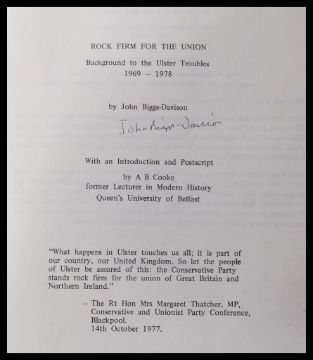 ROCK FIRM FOR THE UNION
Background to the Ulster Troubles
1969 - 1978
by John Biggs-Davison
John Biggs-Davison
With an Introduction and Postscript
by A B Cooke
former Lecturer in Modern History
Queen's University of Belfast
"What happens in Ulster touches us all; it is part of
our country, our United Kingdom. So let the people
of Ulster be assured of this: the Conservative Party
stands rock firm for the union of Great Britain and
Northern Ireland."
- The Rt Hon Mrs Margaret Thatcher, MP,
Conservative and Unionist Party Conference,
Blackpool.
14th October 1977.